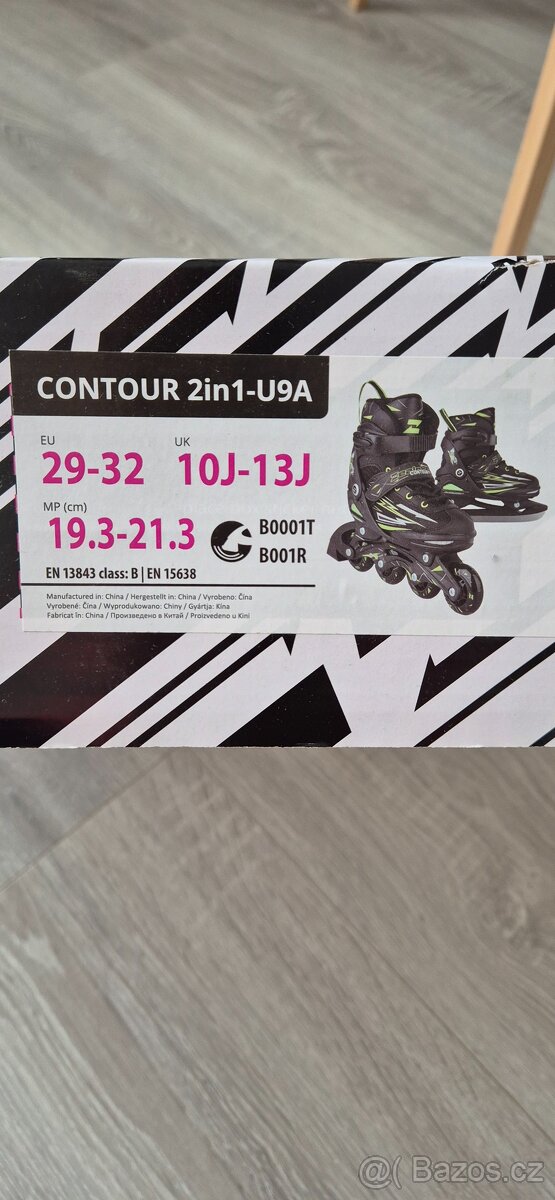 CONTOUR 2in1-U9A
EU UK
29-32 10J-13J
MP (cm)
19.3-21.3
B0001T
B001R
EN 13843 class: B | EN 15638
Manufactured in: China / Hergestellt in: China / Vyrobeno: Čína
Vyrobené: Čína / Wyprodukowano: Chiny / Gyártja: Kína
Fabricat în: China / Произведено в Китай / Proizvedeno u Kini
CONTOUR
@ Bazos.cz